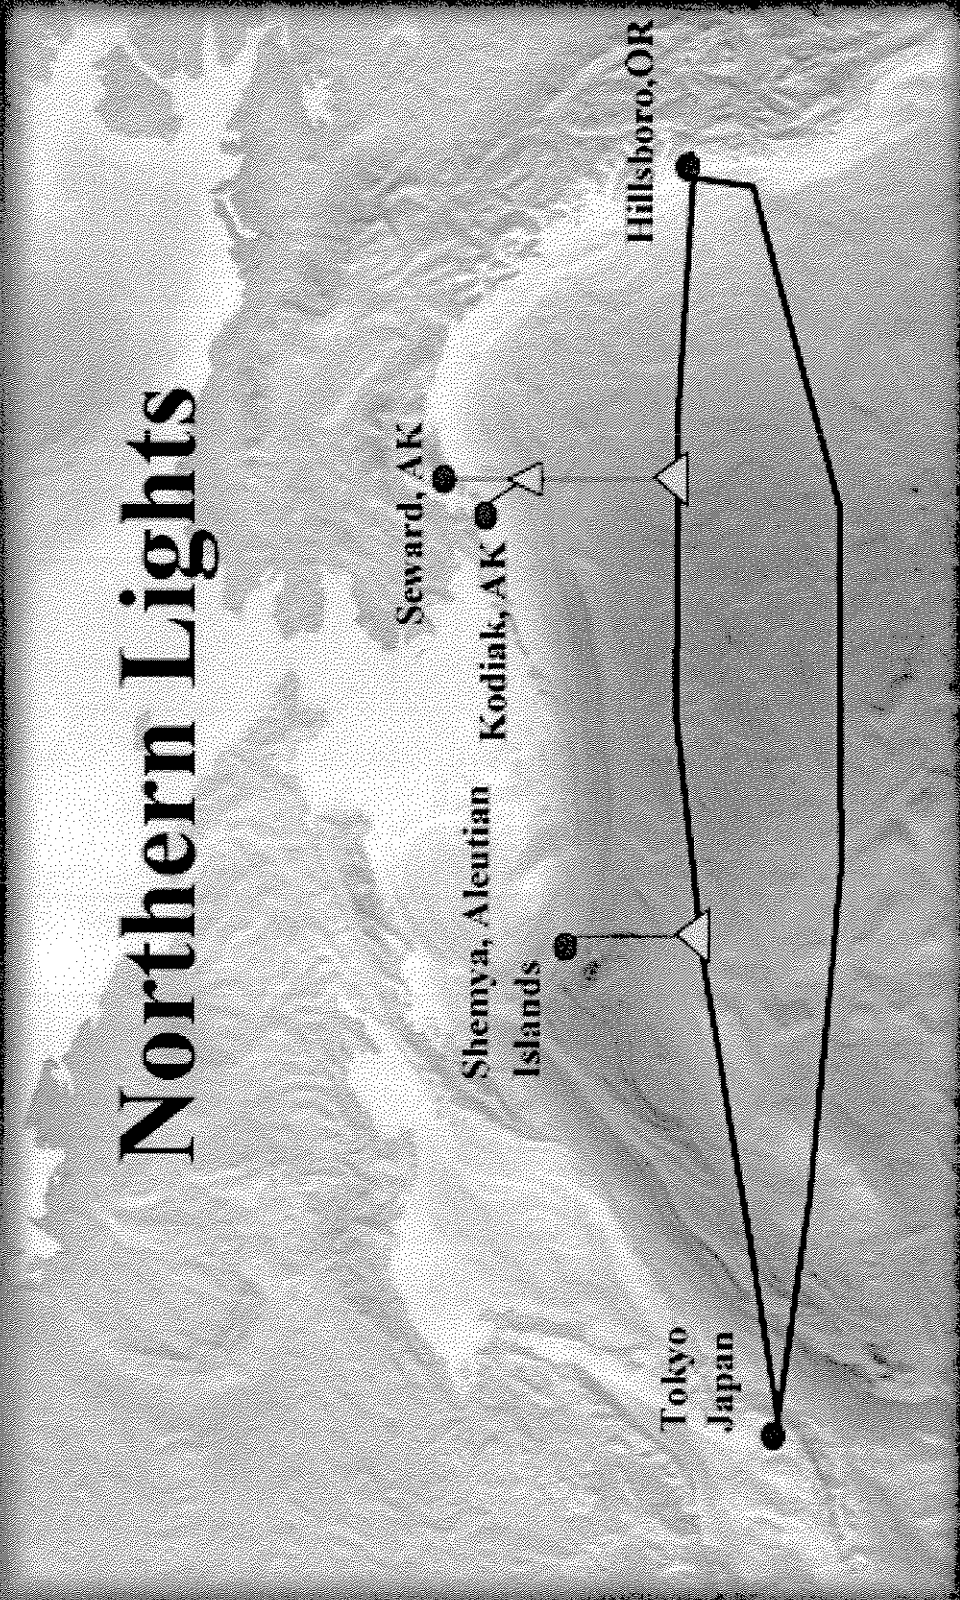 Northern Lights
Seward, AK
Kodiak, AK
Shemya, Aleutian
Islands
Hillsboro,OR
Tokyo
Japan